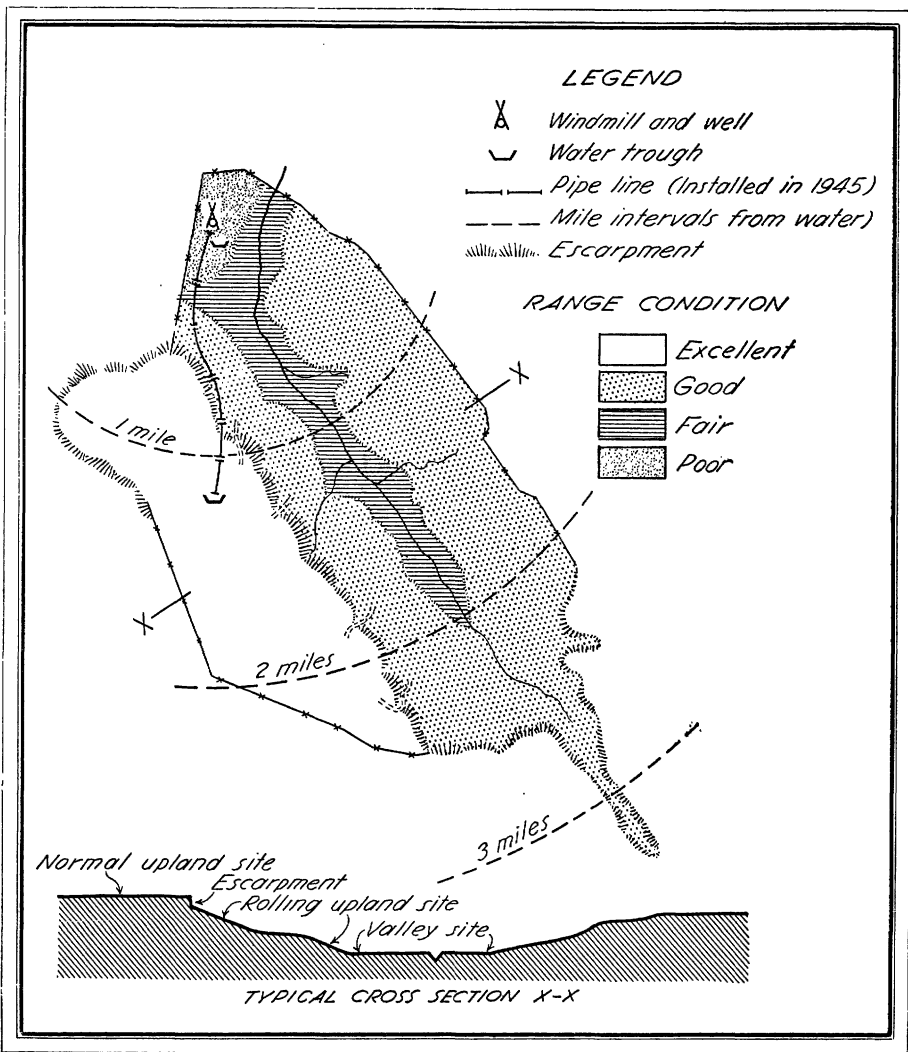 LEGEND
Windmill and well
Water trough
Pipe line (Installed in 1945)
Mile intervals from water)
Escarpment
RANGE CONDITION
Excellent
Good
Fair
Poor
X
1 mile
X
2 miles
3 miles
Normal upland site
Escarpment
Rolling upland site
Valley site
TYPICAL CROSS SECTION X-X